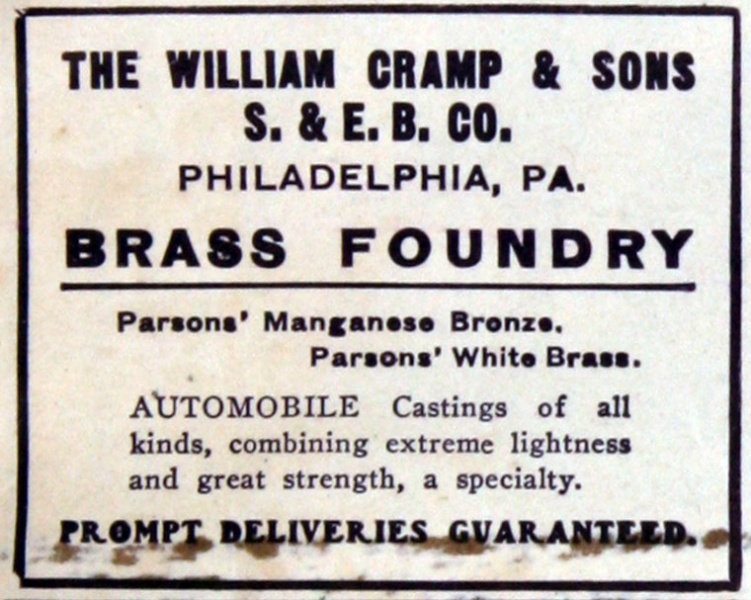 THE WILLIAM CRAMP & SONS
S. & E. B. CO.
PHILADELPHIA, PA.
BRASS FOUNDRY
Parsons' Manganese Bronze.
Parsons' White Brass.
AUTOMOBILE Castings of all
kinds, combining extreme lightness
and great strength, a specialty.
PROMPT DELIVERIES GUARANTEED.